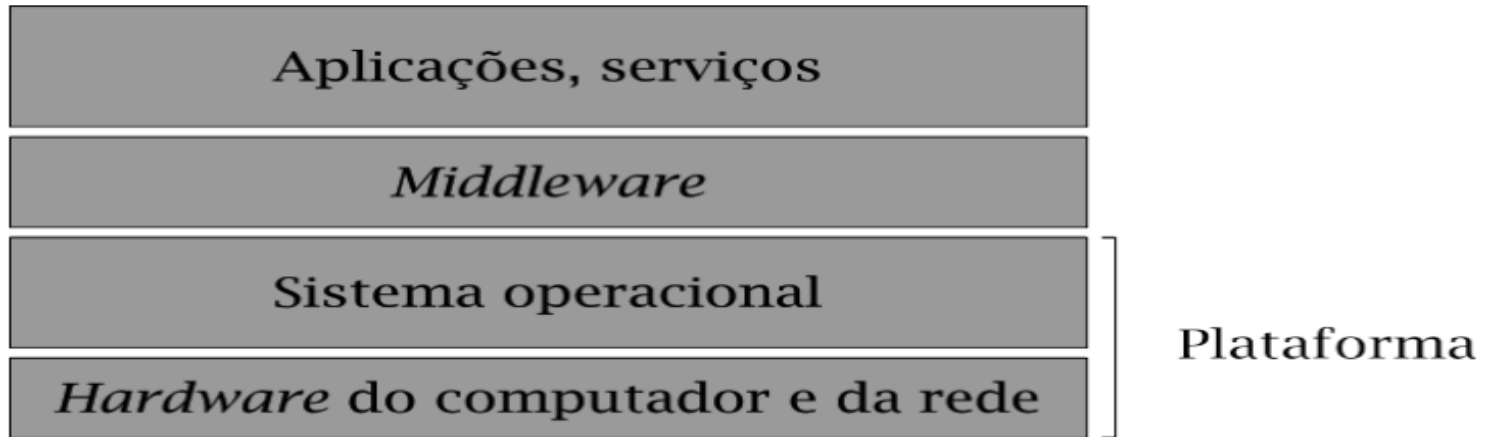 Aplicações, serviços
Middleware
Sistema operacional
Plataforma
Hardware do computador e da rede